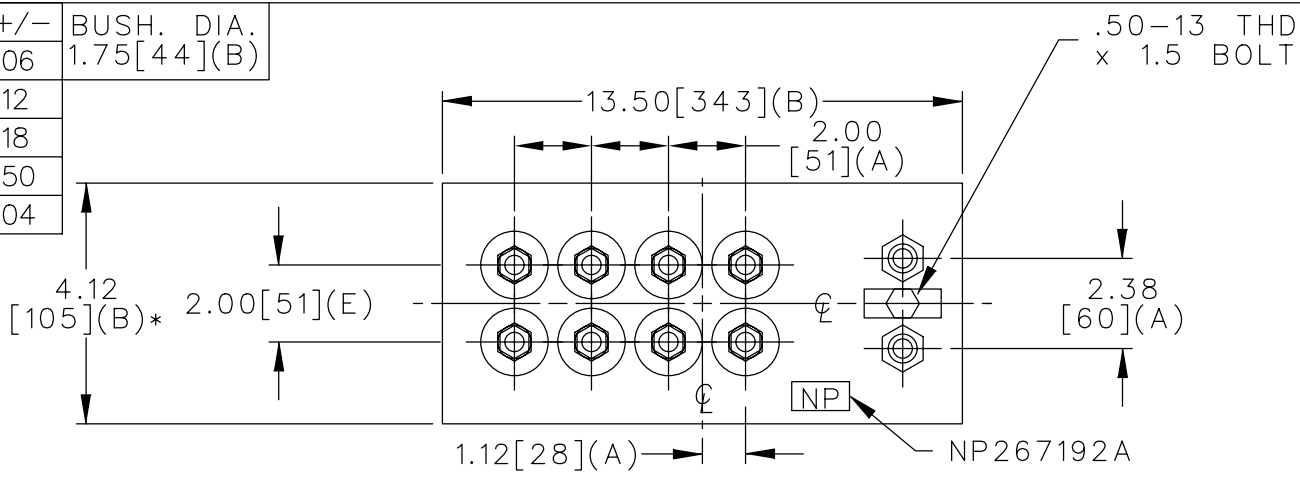 +/-
06
12
18
50
04
BUSH. DIA.
1.75[44](B)
.50-13 THD
x 1.5 BOLT
13.50[343](B)
2.00
[51](A)
4.12
[105](B)*
2.00[51](E)
2.38
[60](A)
℄
℄
NP
1.12[28](A)
NP267192A